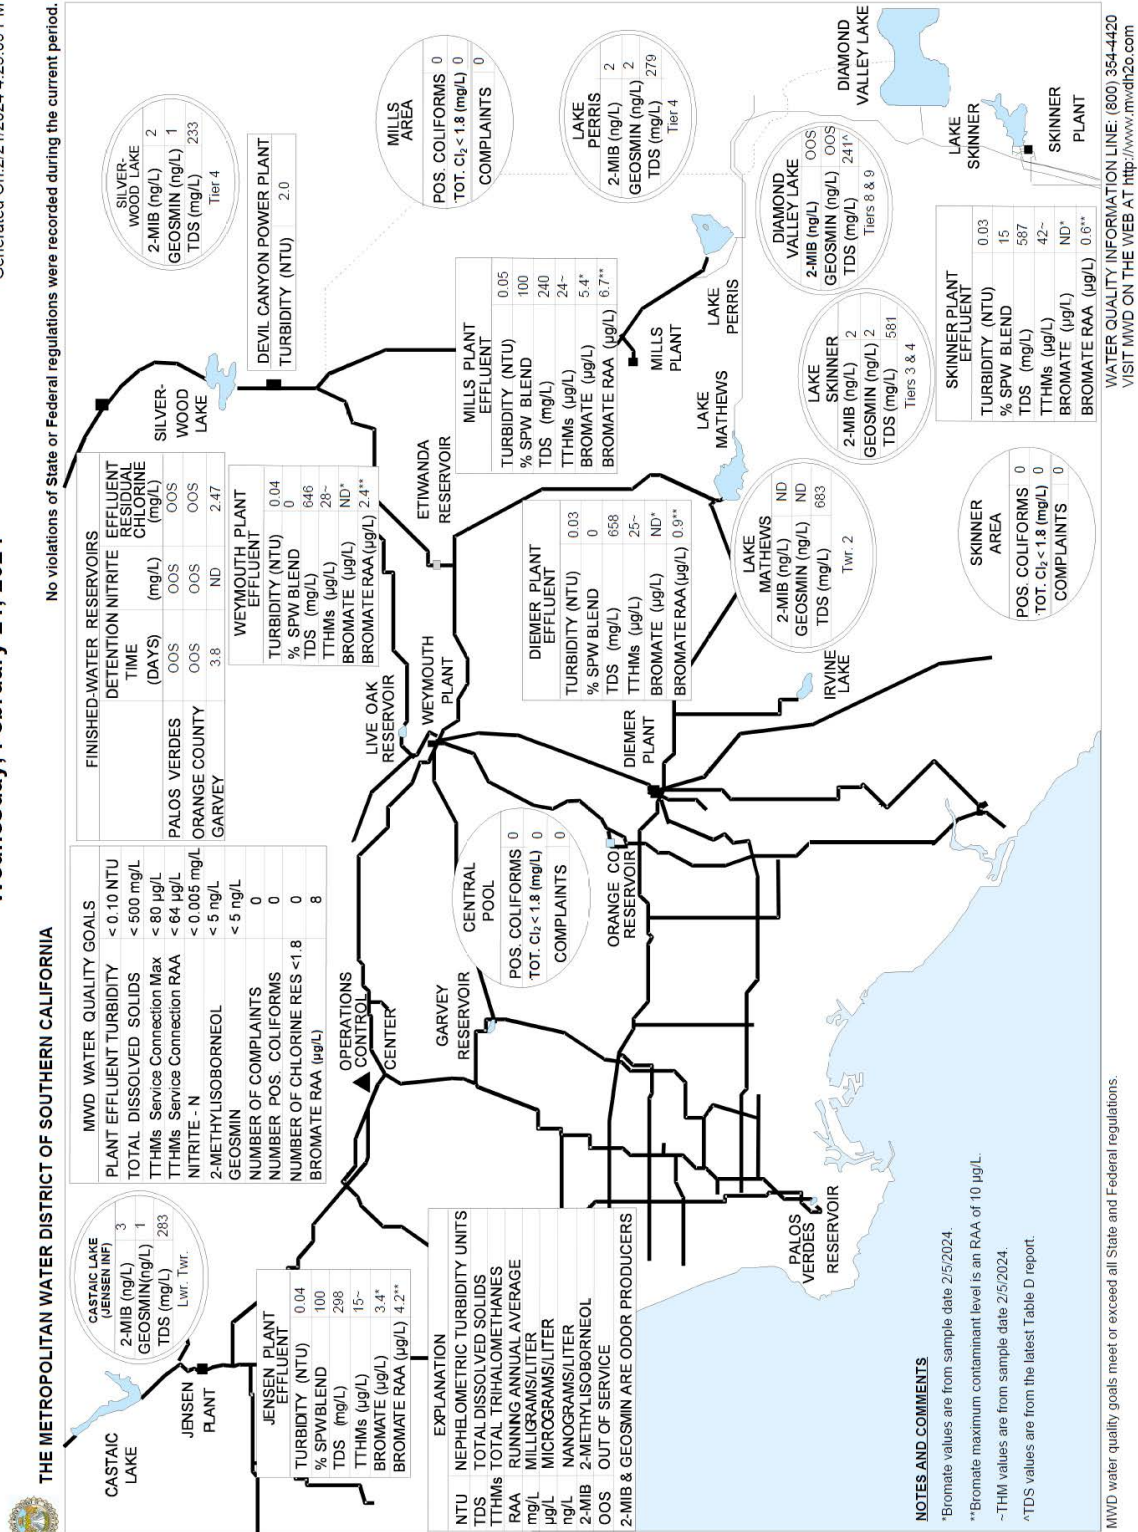 THE METROPOLITAN WATER DISTRICT OF SOUTHERN CALIFORNIA
No violations of State or Federal regulations were recorded during the current period.
CASTAIC LAKE
(JENSEN INF)
2-MIB (ng/L) 3
GEOSMIN(ng/L) 1
TDS (mg/L) 283
Lwr. Twr.
CASTAIC
LAKE
JENSEN
PLANT
JENSEN PLANT
EFFLUENT
TURBIDITY (NTU) 0.04
% SPW BLEND 100
TDS (mg/L) 298
TTHMs (µg/L) 15~
BROMATE (µg/L) 3.4*
BROMATE RAA (µg/L) 4.2**
MWD WATER QUALITY GOALS
PLANT EFFLUENT TURBIDITY < 0.10 NTU
TOTAL DISSOLVED SOLIDS < 500 mg/L
TTHMs Service Connection Max < 80 µg/L
TTHMs Service Connection RAA < 64 µg/L
NITRITE - N < 0.005 mg/L
2-METHYLISOBORNEOL < 5 ng/L
GEOSMIN < 5 ng/L
NUMBER OF COMPLAINTS 0
NUMBER POS. COLIFORMS 0
NUMBER OF CHLORINE RES <1.8 0
BROMATE RAA (µg/L) 8
FINISHED-WATER RESERVOIRS
DETENTION NITRITE EFFLUENT
TIME RESIDUAL
CHLORINE
(DAYS) (mg/L) (mg/L)
PALOS VERDES OOS OOS OOS
ORANGE COUNTY OOS OOS OOS
GARVEY 3.8 ND 2.47
WEYMOUTH PLANT
EFFLUENT
TURBIDITY (NTU) 0.04
% SPW BLEND 0
TDS (mg/L) 646
TTHMs (µg/L) 28~
BROMATE (µg/L) ND*
BROMATE RAA (µg/L) 2.4**
SILVER-
WOOD
LAKE
SILVER-
WOOD LAKE
2-MIB (ng/L) 2
GEOSMIN (ng/L) 1
TDS (mg/L) 233
Tier 4
DEVIL CANYON POWER PLANT
TURBIDITY (NTU) 2.0
MILLS
AREA
POS. COLIFORMS 0
TOT. Cl₂ < 1.8 (mg/L) 0
COMPLAINTS 0
OPERATIONS
CONTROL
CENTER
LIVE OAK
RESERVOIR
WEYMOUTH
PLANT
ETIWANDA
RESERVOIR
GARVEY
RESERVOIR
CENTRAL
POOL
POS. COLIFORMS 0
TOT. Cl₂ < 1.8 (mg/L) 0
COMPLAINTS 0
MILLS PLANT
EFFLUENT
TURBIDITY (NTU) 0.05
% SPW BLEND 100
TDS (mg/L) 240
TTHMs (µg/L) 24~
BROMATE (µg/L) 5.4*
BROMATE RAA (µg/L) 6.7**
LAKE
PERRIS
2-MIB (ng/L) 2
GEOSMIN (ng/L) 2
TDS (mg/L) 279
Tier 4
EXPLANATION
NTU NEPHELOMETRIC TURBIDITY UNITS
TDS TOTAL DISSOLVED SOLIDS
TTHMs TOTAL TRIHALOMETHANES
RAA RUNNING ANNUAL AVERAGE
mg/L MILLIGRAMS/LITER
µg/L MICROGRAMS/LITER
ng/L NANOGRAMS/LITER
2-MIB 2-METHYLISOBORNEOL
OOS OUT OF SERVICE
2-MIB & GEOSMIN ARE ODOR PRODUCERS
DIEMER PLANT
EFFLUENT
TURBIDITY (NTU) 0.03
% SPW BLEND 0
TDS (mg/L) 658
TTHMs (µg/L) 25~
BROMATE (µg/L) ND*
BROMATE RAA (µg/L) 0.9**
ORANGE CO
RESERVOIR
DIEMER
PLANT
MILLS
PLANT
LAKE
PERRIS
LAKE
MATHEWS
LAKE
MATHEWS
2-MIB (ng/L) ND
GEOSMIN (ng/L) ND
TDS (mg/L) 683
Twr. 2
IRVINE
LAKE
PALOS
VERDES
RESERVOIR
DIAMOND
VALLEY LAKE
2-MIB (ng/L) OOS
GEOSMIN (ng/L) OOS
TDS (mg/L) 241^
Tiers 8 & 9
DIAMOND
VALLEY LAKE
LAKE
SKINNER
2-MIB (ng/L) 2
GEOSMIN (ng/L) 2
TDS (mg/L) 581
Tiers 3 & 4
LAKE
SKINNER
SKINNER
PLANT
SKINNER PLANT
EFFLUENT
TURBIDITY (NTU) 0.03
% SPW BLEND 15
TDS (mg/L) 587
TTHMs (µg/L) 42~
BROMATE (µg/L) ND*
BROMATE RAA (µg/L) 0.6**
SKINNER
AREA
POS. COLIFORMS 0
TOT. Cl₂ < 1.8 (mg/L) 0
COMPLAINTS 0
NOTES AND COMMENTS
*Bromate values are from sample date 2/5/2024.
**Bromate maximum contaminant level is an RAA of 10 µg/L.
~THM values are from sample date 2/5/2024.
^TDS values are from the latest Table D report.
MWD water quality goals meet or exceed all State and Federal regulations.
WATER QUALITY INFORMATION LINE: (800) 354-4420
VISIT MWD ON THE WEB AT http://www.mwdh2o.com